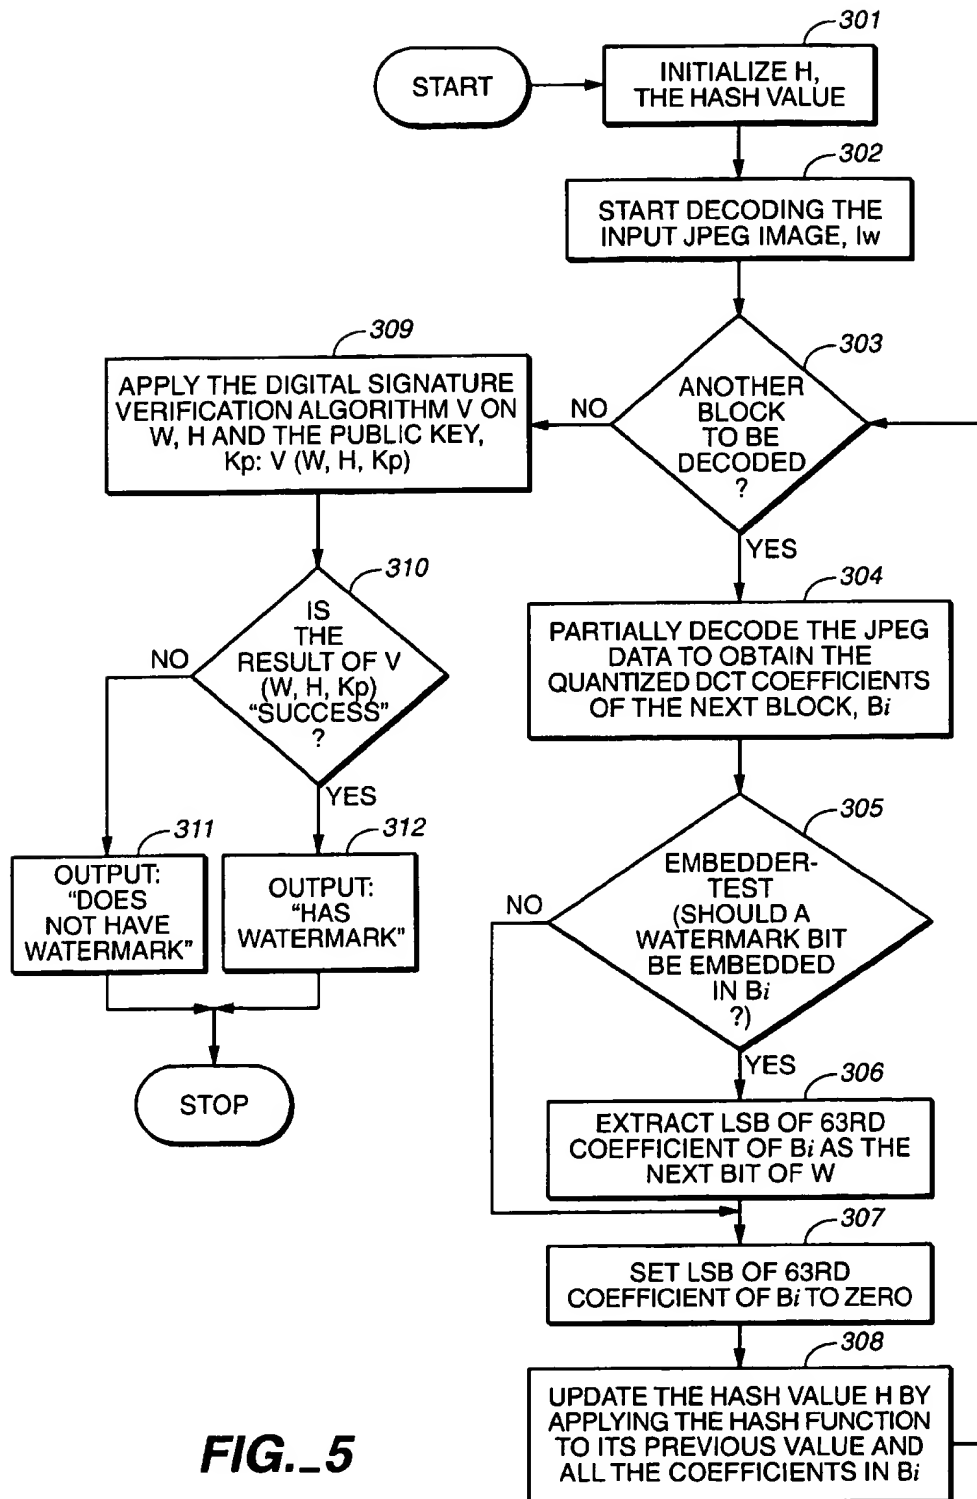 301
START
INITIALIZE H,
THE HASH VALUE
302
START DECODING THE
INPUT JPEG IMAGE, Iw
303
ANOTHER
BLOCK
TO BE
DECODED
?
NO
YES
309
APPLY THE DIGITAL SIGNATURE
VERIFICATION ALGORITHM V ON
W, H AND THE PUBLIC KEY,
Kp: V (W, H, Kp)
310
IS
THE
RESULT OF V
(W, H, Kp)
“SUCCESS”
?
NO
YES
311
OUTPUT:
“DOES
NOT HAVE
WATERMARK”
312
OUTPUT:
“HAS
WATERMARK”
STOP
304
PARTIALLY DECODE THE JPEG
DATA TO OBTAIN THE
QUANTIZED DCT COEFFICIENTS
OF THE NEXT BLOCK, Bi
305
EMBEDDER-
TEST
(SHOULD A
WATERMARK BIT
BE EMBEDDED
IN Bi
?)
NO
YES
306
EXTRACT LSB OF 63RD
COEFFICIENT OF Bi AS THE
NEXT BIT OF W
307
SET LSB OF 63RD
COEFFICIENT OF Bi TO ZERO
308
UPDATE THE HASH VALUE H BY
APPLYING THE HASH FUNCTION
TO ITS PREVIOUS VALUE AND
ALL THE COEFFICIENTS IN Bi
FIG._5